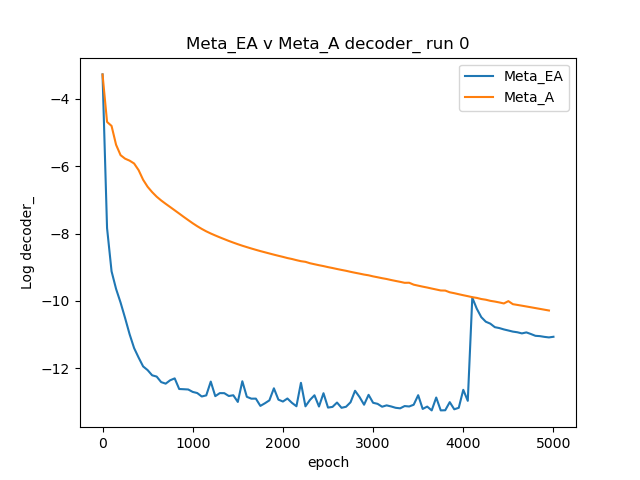 Meta_EA v Meta_A decoder_ run 0
Meta_EA
Meta_A
Log decoder_
−4
−6
−8
−10
−12
0
1000
2000
3000
4000
5000
epoch